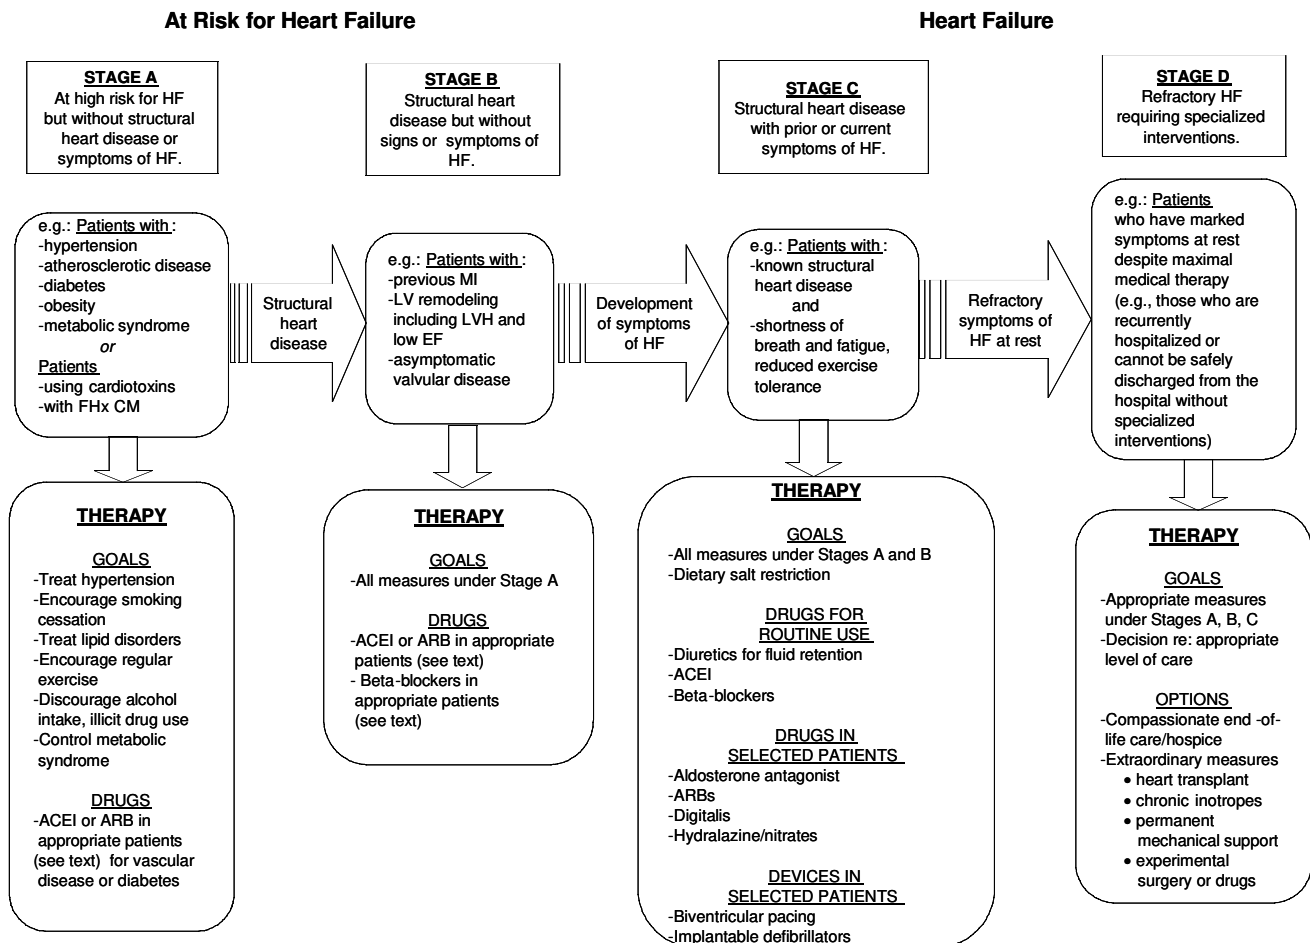 At Risk for Heart Failure
Heart Failure
STAGE A
At high risk for HF
but without structural
heart disease or
symptoms of HF.
STAGE B
Structural heart
disease but without
signs or symptoms of
HF.
STAGE C
Structural heart disease
with prior or current
symptoms of HF.
STAGE D
Refractory HF
requiring specialized
interventions.
e.g.: Patients with :
-hypertension
-atherosclerotic disease
-diabetes
-obesity
-metabolic syndrome
or
Patients
-using cardiotoxins
-with FHx CM
Structural
heart
disease
e.g.: Patients with :
-previous MI
-LV remodeling
including LVH and
low EF
-asymptomatic
valvular disease
Development
of symptoms
of HF
e.g.: Patients with :
-known structural
heart disease
and
-shortness of
breath and fatigue,
reduced exercise
tolerance
Refractory
symptoms of
HF at rest
e.g.: Patients
who have marked
symptoms at rest
despite maximal
medical therapy
(e.g., those who are
recurrently
hospitalized or
cannot be safely
discharged from the
hospital without
specialized
interventions)
THERAPY
GOALS
-Treat hypertension
-Encourage smoking
cessation
-Treat lipid disorders
-Encourage regular
exercise
-Discourage alcohol
intake, illicit drug use
-Control metabolic
syndrome
DRUGS
-ACEI or ARB in
appropriate patients
(see text) for vascular
disease or diabetes
THERAPY
GOALS
-All measures under Stage A
DRUGS
-ACEI or ARB in appropriate
patients (see text)
- Beta-blockers in
appropriate patients
(see text)
THERAPY
GOALS
-All measures under Stages A and B
-Dietary salt restriction
DRUGS FOR
ROUTINE USE
-Diuretics for fluid retention
-ACEI
-Beta-blockers
DRUGS IN
SELECTED PATIENTS
-Aldosterone antagonist
-ARBs
-Digitalis
-Hydralazine/nitrates
DEVICES IN
SELECTED PATIENTS
-Biventricular pacing
-Implantable defibrillators
THERAPY
GOALS
-Appropriate measures
under Stages A, B, C
-Decision re: appropriate
level of care
OPTIONS
-Compassionate end -of-
life care/hospice
-Extraordinary measures
• heart transplant
• chronic inotropes
• permanent
mechanical support
• experimental
surgery or drugs